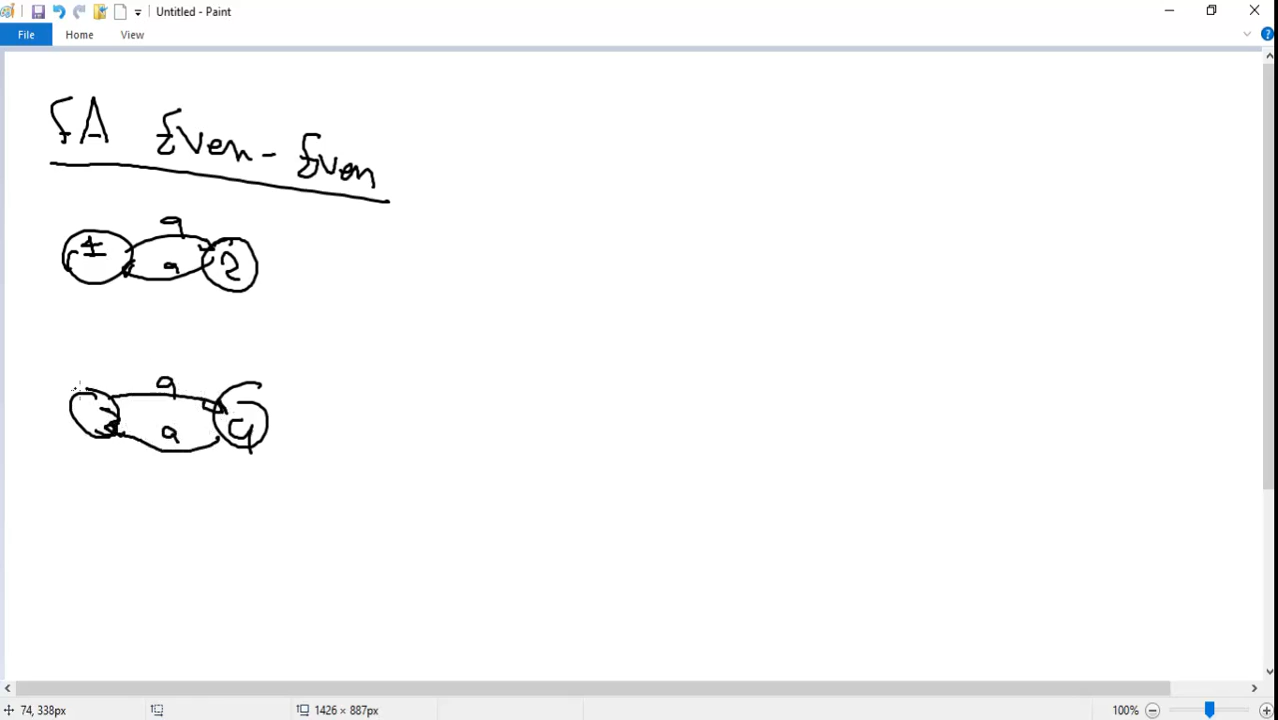 Untitled - Paint
File Home View
FA Even - Even
a
± a 2
a
a 4
74, 338px 1426 × 887px 100%